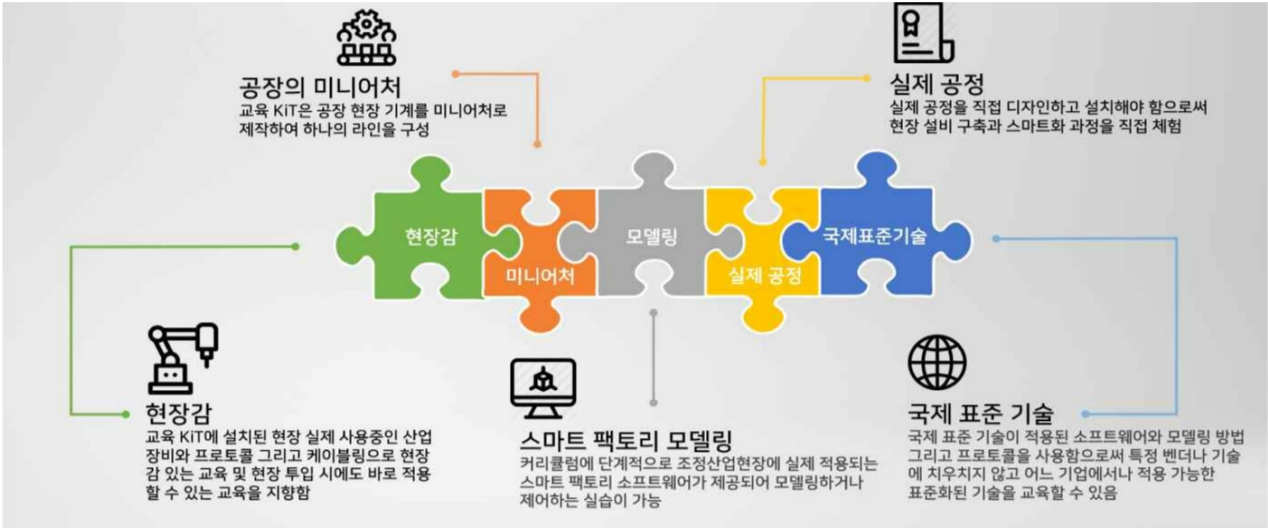 공장의 미니어처
교육 KiT은 공장 현장 기계를 미니어처로
제작하여 하나의 라인을 구성
실제 공정
실제 공정을 직접 디자인하고 설치해야 함으로써
현장 설비 구축과 스마트화 과정을 직접 체험
현장감
미니어처
모델링
실제 공정
국제표준기술
현장감
교육 KiT에 설치된 현장 실제 사용중인 산업
장비와 프로토콜 그리고 케이블링으로 현장
감 있는 교육 및 현장 투입 시에도 바로 적용
할 수 있는 교육을 지향함
스마트 팩토리 모델링
커리큘럼에 단계적으로 조정산업현장에 실제 적용되는
스마트 팩토리 소프트웨어가 제공되어 모델링하거나
제어하는 실습이 가능
국제 표준 기술
국제 표준 기술이 적용된 소프트웨어와 모델링 방법
그리고 프로토콜을 사용함으로써 특정 벤더나 기술
에 치우치지 않고 어느 기업에서나 적용 가능한
표준화된 기술을 교육할 수 있음